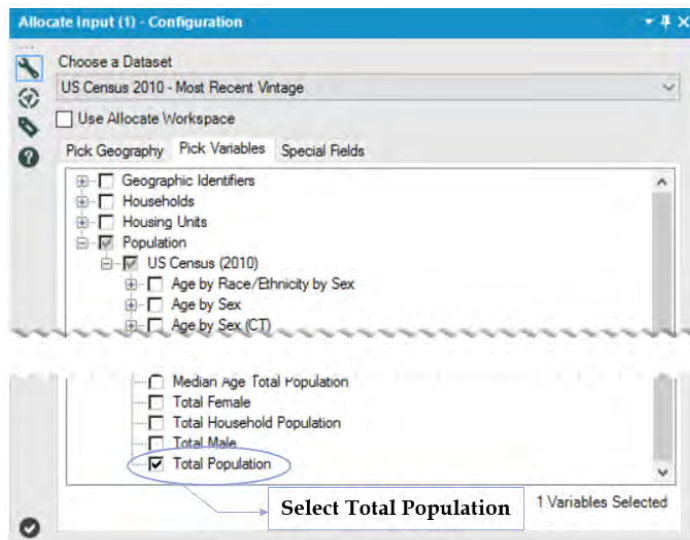 Allocate Input (1) - Configuration
Choose a Dataset
US Census 2010 - Most Recent Vintage
Use Allocate Workspace
Pick Geography Pick Variables Special Fields
Geographic Identifiers
Households
Housing Units
Population
US Census (2010)
Age by Race/Ethnicity by Sex
Age by Sex
Age by Sex (CT)
Median Age Total Population
Total Female
Total Household Population
Total Male
Total Population
Select Total Population
1 Variables Selected